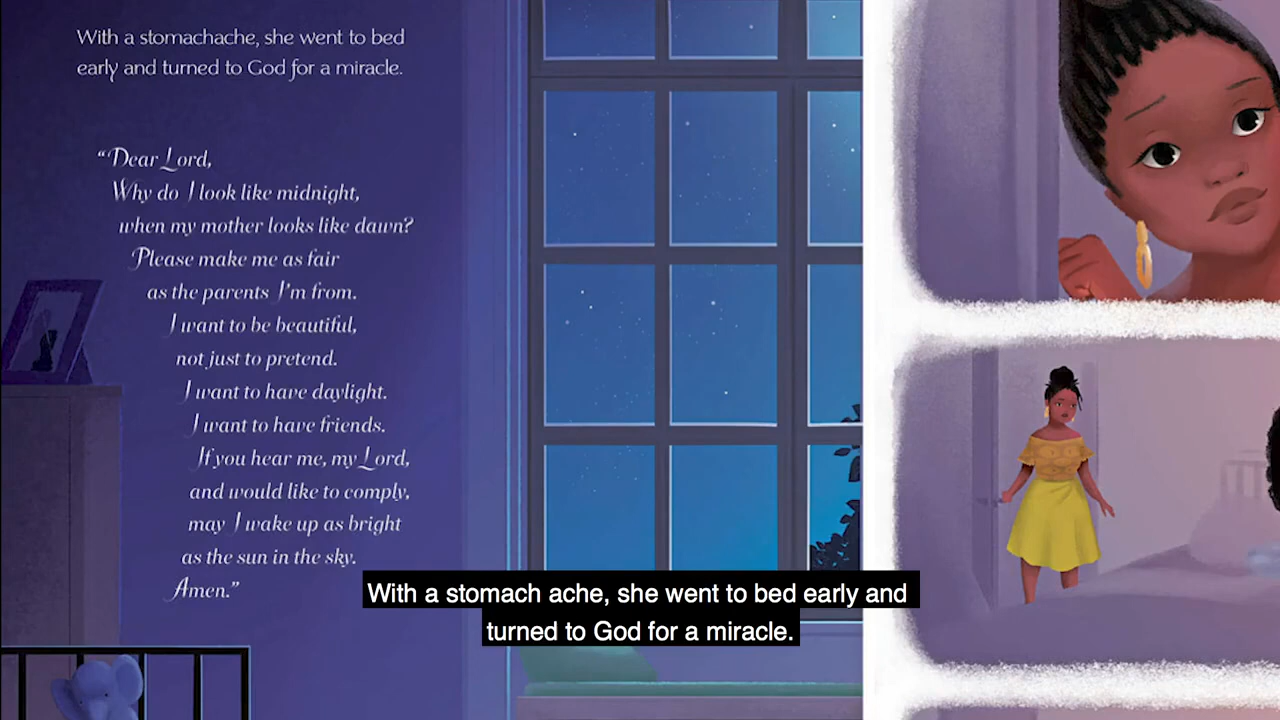 With a stomachache, she went to bed
early and turned to God for a miracle.
“Dear Lord,
Why do I look like midnight,
when my mother looks like dawn?
Please make me as fair
as the parents I'm from.
I want to be beautiful,
not just to pretend.
I want to have daylight.
I want to have friends.
If you hear me, my Lord,
and would like to comply,
may I wake up as bright
as the sun in the sky.
Amen.”
With a stomach ache, she went to bed early and
turned to God for a miracle.